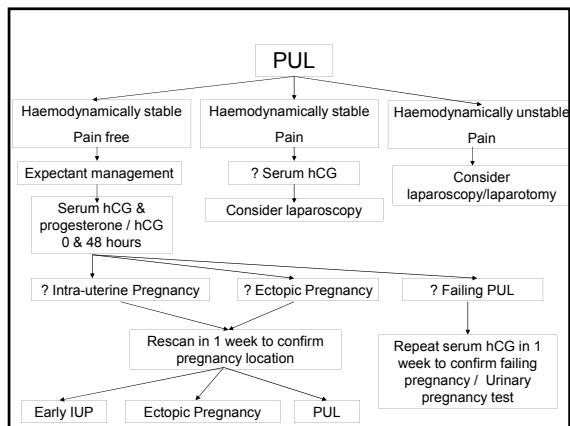 PUL
Haemodynamically stable
Pain free
Haemodynamically stable
Pain
Haemodynamically unstable
Pain
Expectant management
? Serum hCG
Consider
laparoscopy/laparotomy
Serum hCG &
progesterone / hCG
0 & 48 hours
Consider laparoscopy
? Intra-uterine Pregnancy
? Ectopic Pregnancy
? Failing PUL
Rescan in 1 week to confirm
pregnancy location
Repeat serum hCG in 1
week to confirm failing
pregnancy /  Urinary
pregnancy test
Early IUP
Ectopic Pregnancy
PUL